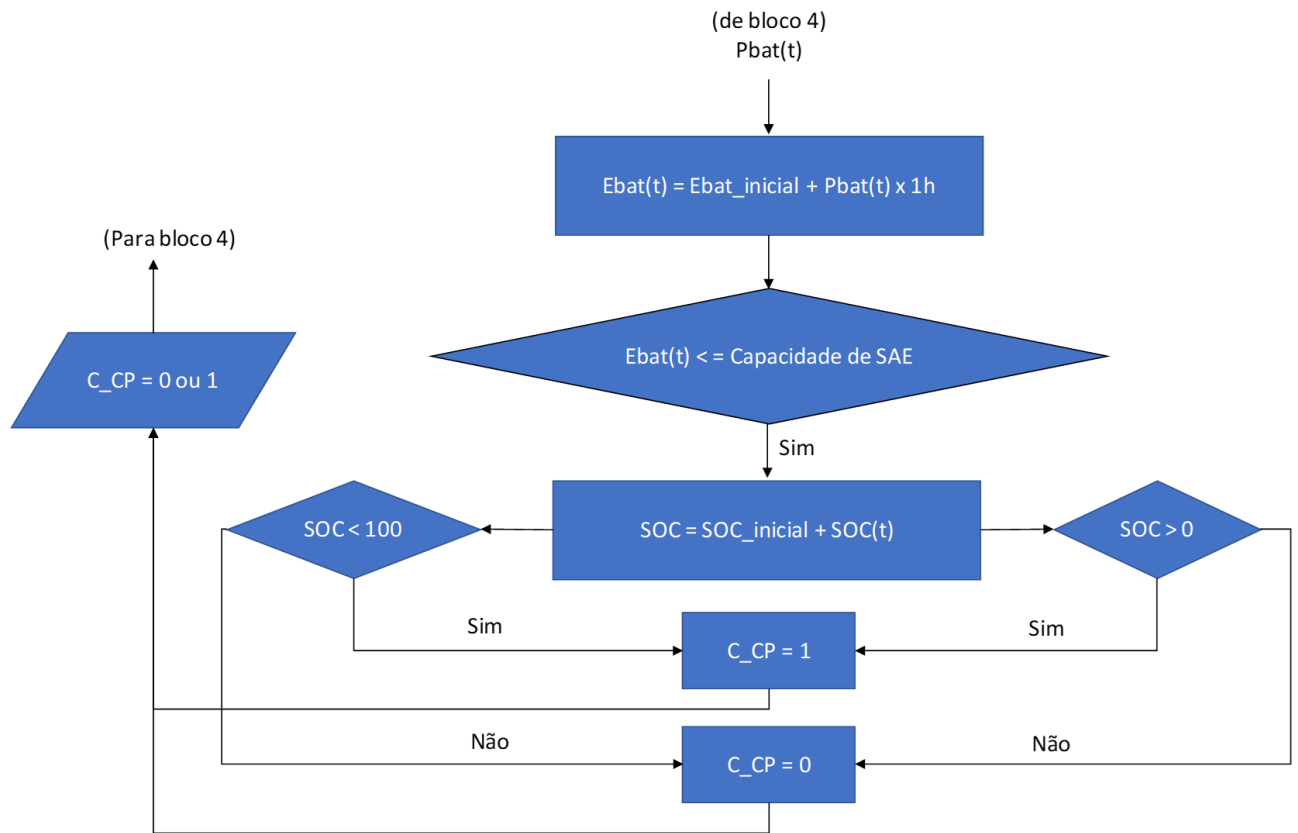 (de bloco 4)
Pbat(t)
Ebat(t) = Ebat_inicial + Pbat(t) x 1h
(Para bloco 4)
Ebat(t) < = Capacidade de SAE
C_CP = 0 ou 1
Sim
SOC < 100
SOC = SOC_inicial + SOC(t)
SOC > 0
Sim
Sim
C_CP = 1
Não
Não
C_CP = 0